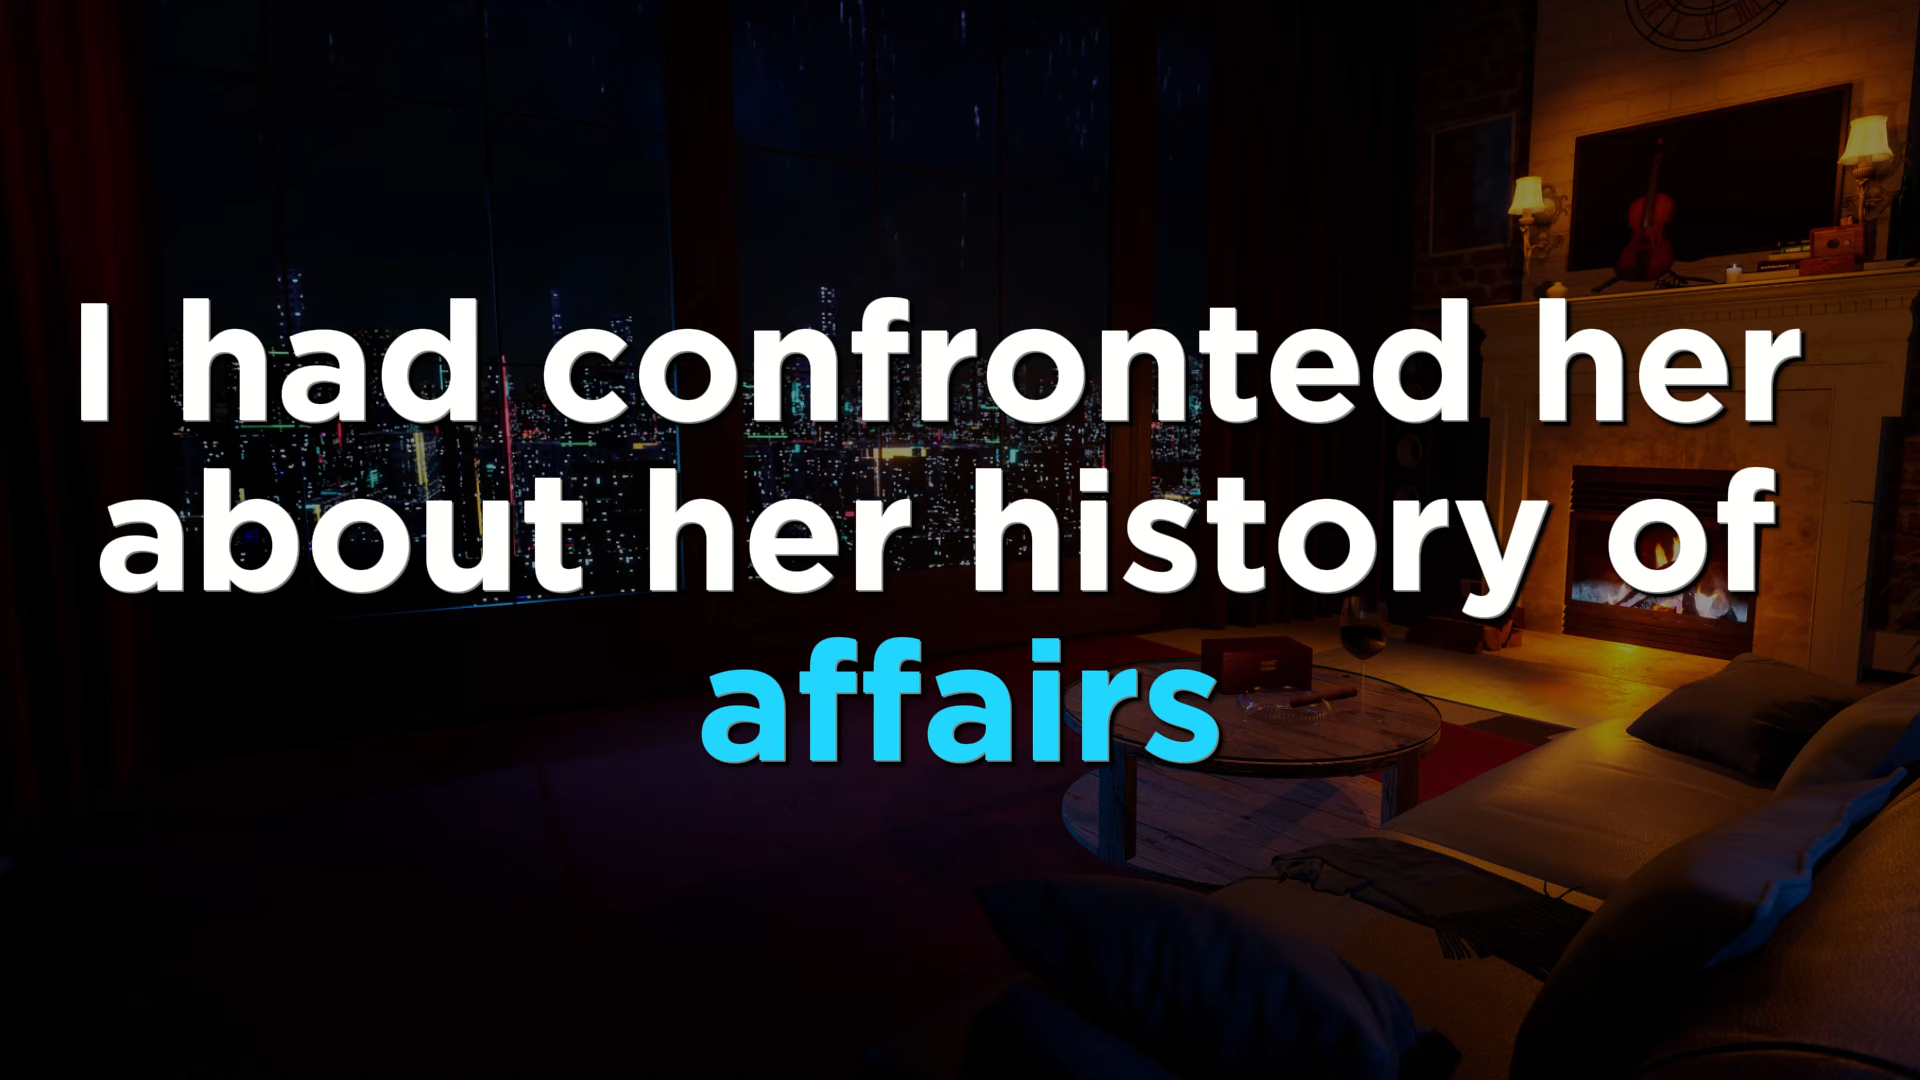 I had confronted her
about her history of
affairs